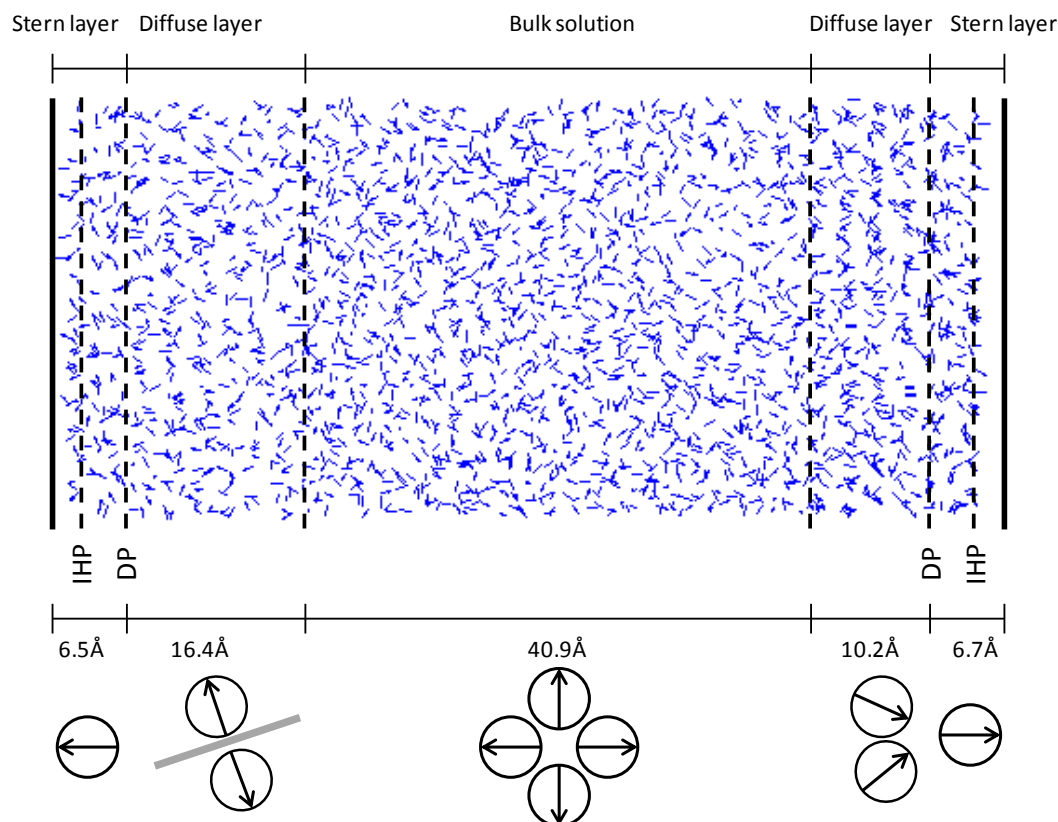 Stern layer Diffuse layer Bulk solution Diffuse layer Stern layer
IHP DP DP IHP
6.5Å 16.4Å 40.9Å 10.2Å 6.7Å